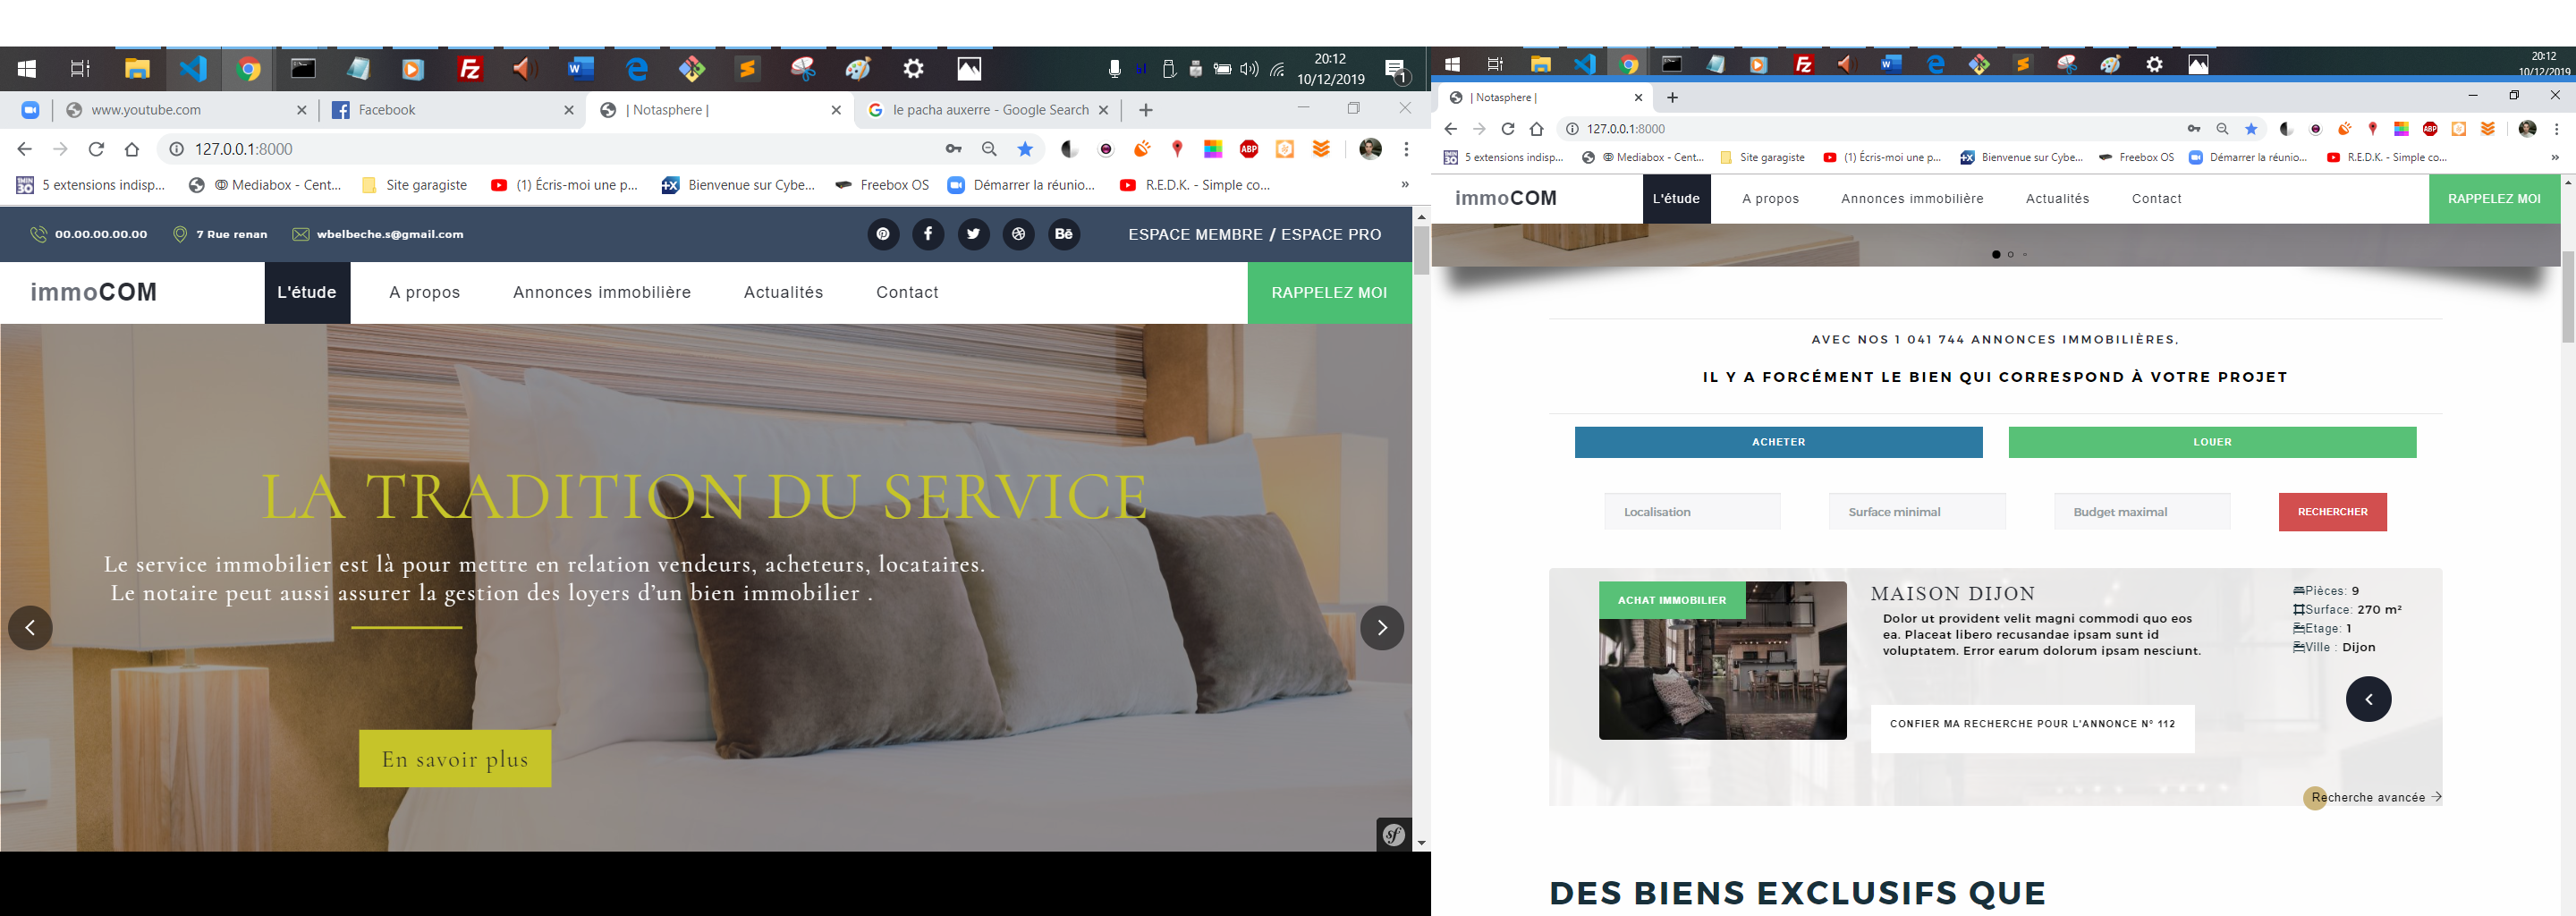 20:12
10/12/2019
1
www.youtube.com
Facebook
| Notasphere |
le pacha auxerre - Google Search
127.0.0.1:8000
ABP
5 extensions indisp...
Mediabox - Cent...
Site garagiste
(1) Écris-moi une p...
Bienvenue sur Cybe...
Freebox OS
Démarrer la réunio...
R.E.D.K. - Simple co...
»
00.00.00.00.00
7 Rue renan
wbelbeche.s@gmail.com
Bē
ESPACE MEMBRE / ESPACE PRO
immoCOM
L'étude
A propos
Annonces immobilière
Actualités
Contact
RAPPELEZ MOI
LA TRADITION DU SERVICE
Le service immobilier est là pour mettre en relation vendeurs, acheteurs, locataires.
Le notaire peut aussi assurer la gestion des loyers d’un bien immobilier .
En savoir plus
sf
20:12
10/12/2019
| Notasphere |
127.0.0.1:8000
ABP
5 extensions indisp...
Mediabox - Cent...
Site garagiste
(1) Écris-moi une p...
Bienvenue sur Cybe...
Freebox OS
Démarrer la réunio...
R.E.D.K. - Simple co...
»
immoCOM
L'étude
A propos
Annonces immobilière
Actualités
Contact
RAPPELEZ MOI
AVEC NOS 1 041 744 ANNONCES IMMOBILIÈRES,
IL Y A FORCÉMENT LE BIEN QUI CORRESPOND À VOTRE PROJET
ACHETER
LOUER
Localisation
Surface minimal
Budget maximal
RECHERCHER
ACHAT IMMOBILIER
MAISON DIJON
Dolor ut provident velit magni commodi quo eos
ea. Placeat libero recusandae ipsam sunt id
voluptatem. Error earum dolorum ipsam nesciunt.
CONFIER MA RECHERCHE POUR L'ANNONCE N° 112
Pièces: 9
Surface: 270 m²
Etage: 1
Ville : Dijon
Recherche avancée
DES BIENS EXCLUSIFS QUE